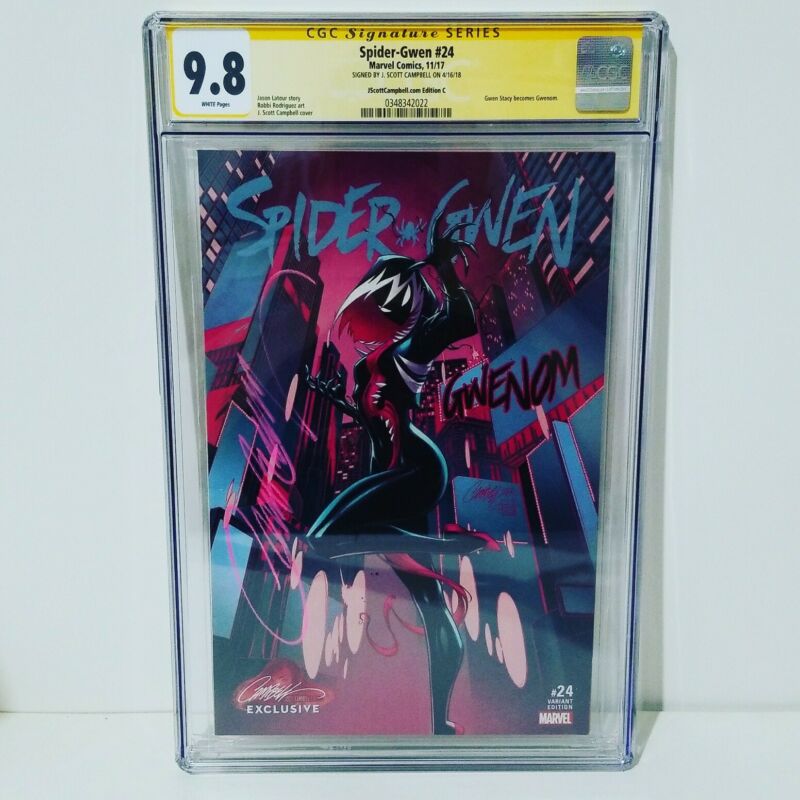 CGC Signature SERIES
9.8
WHITE Pages
Spider-Gwen #24
Marvel Comics, 11/17
SIGNED BY J. SCOTT CAMPBELL ON 4/16/18
JScottCampbell.com Edition C
0348342022
Jason Latour story
Robbi Rodriguez art
J. Scott Campbell cover
Gwen Stacy becomes Gwenom
CGC
SPIDER GWEN
GWENOM
Campbell
EXCLUSIVE
#24
VARIANT
EDITION
MARVEL